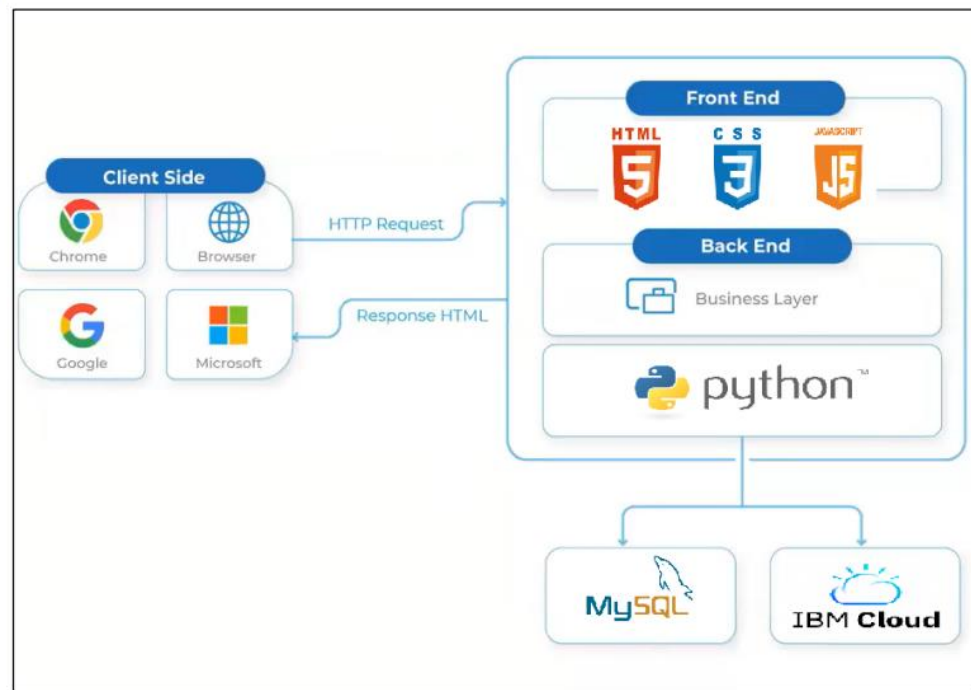 Client Side
Chrome
Browser
Google
Microsoft
HTTP Request
Response HTML
Front End
HTML
5
CSS
3
JAVASCRIPT
JS
Back End
Business Layer
python™
MySQL
IBM Cloud